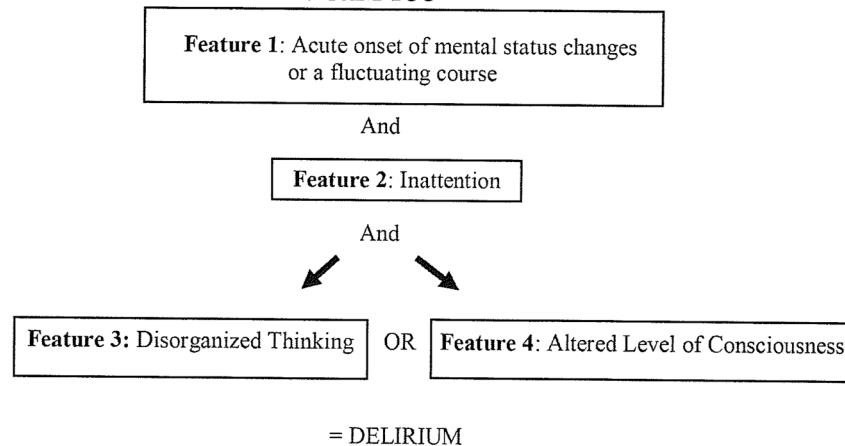 Feature 1: Acute onset of mental status changes
or a fluctuating course
And
Feature 2: Inattention
And
Feature 3: Disorganized Thinking OR Feature 4: Altered Level of Consciousness
= DELIRIUM